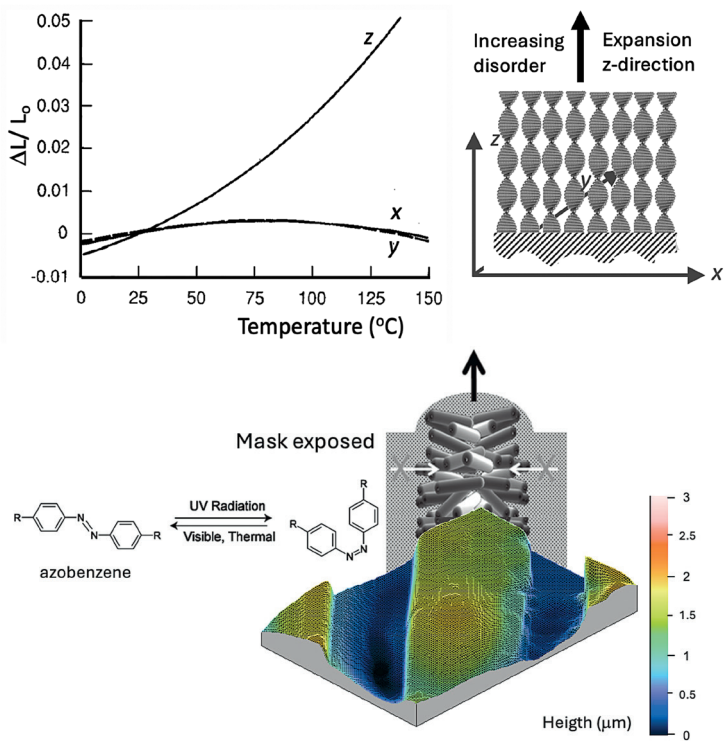 0.05
0.04
0.03
0.02
0.01
0
-0.01
ΔL/ Lo
z
x
y
0 25 50 75 100 125 150
Temperature (°C)
Increasing
disorder
Expansion
z-direction
z
y
x
Mask exposed
R
N
N
R
azobenzene
UV Radiation
Visible, Thermal
R
R
N=N
X
X
3
2.5
2
1.5
1
0.5
0
Heigth (μm)